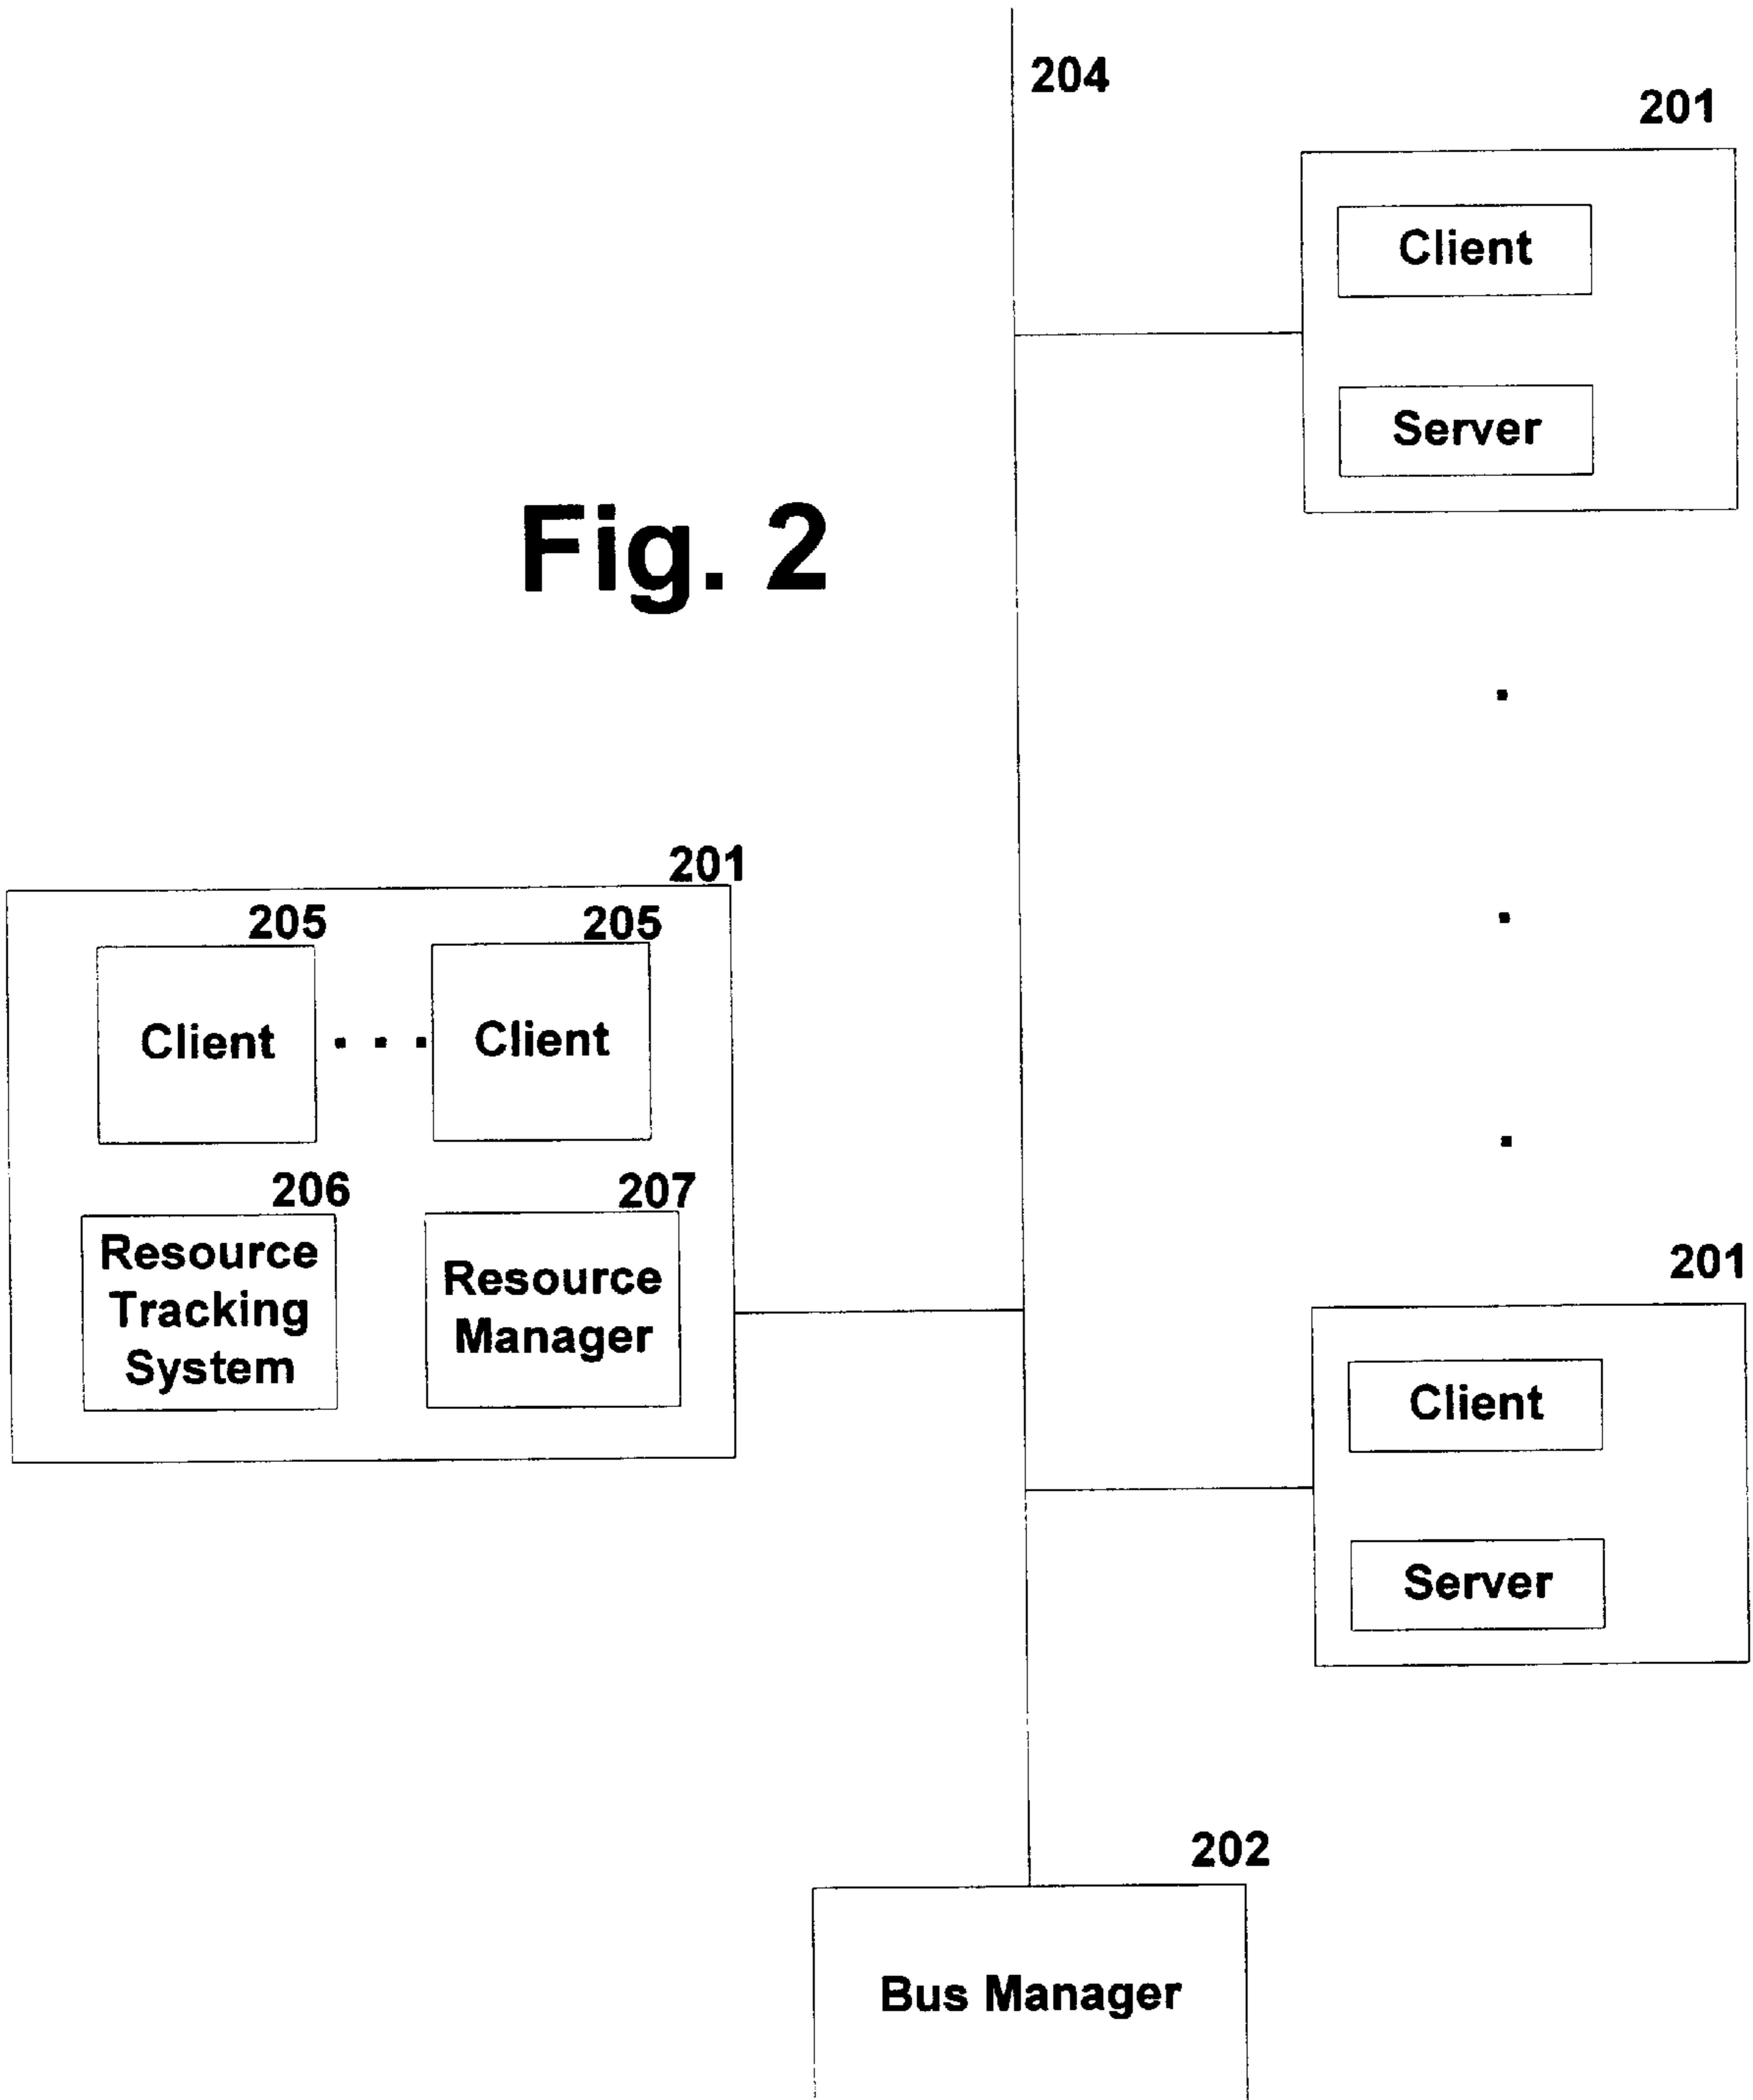 204
201
Client
Server
Fig. 2
201
205
205
Client
Client
206
207
Resource
Tracking
System
Resource
Manager
201
Client
Server
202
Bus Manager